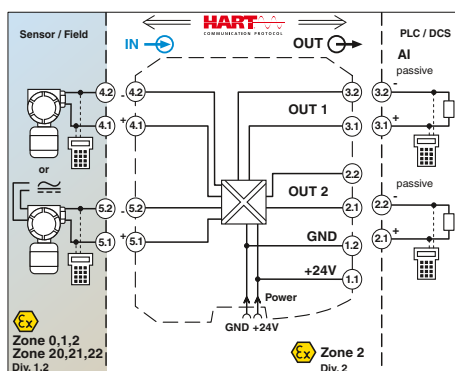 Sensor / Field
HART
COMMUNICATION PROTOCOL
PLC / DCS
IN
OUT
AI
passive
4.2 - 4.2
3.2
3.2 -
OUT 1
4.1 + 4.1
3.1
3.1 +
or
OUT 2
2.2
passive
5.2 - 5.2
2.1
2.2 -
5.1 + 5.1
GND
1.2
2.1 +
+24V
1.1
Power
GND +24V
Ex
Zone 0,1,2
Zone 20,21,22
Div. 1,2
Ex
Zone 2
Div. 2